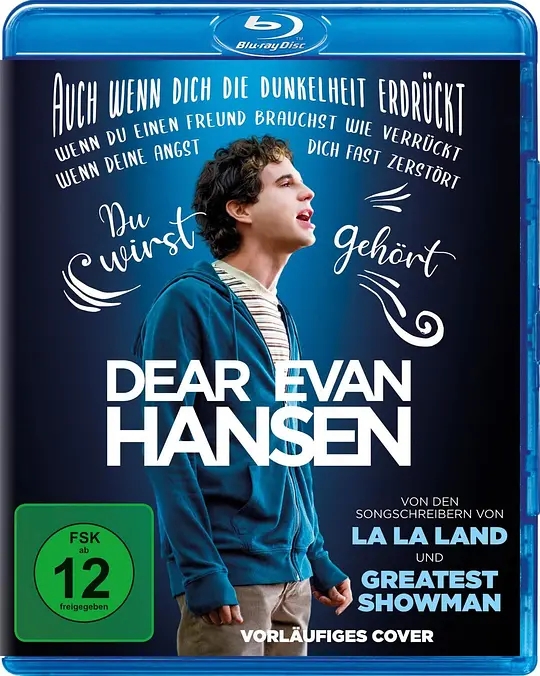 Blu-ray Disc
AUCH WENN DICH DIE DUNKELHEIT ERDRÜCKT
WENN DU EINEN FREUND BRAUCHST WIE VERRÜCKT
WENN DEINE ANGST DICH FAST ZERSTÖRT
Du wirst gehört
DEAR EVAN
HANSEN
VON DEN
SONGSCHREIBERN VON
LA LA LAND
UND
GREATEST
SHOWMAN
FSK
ab
12
freigegeben
VORLÄUFIGES COVER